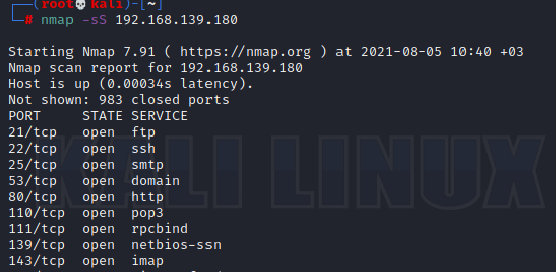 (root💀kali)-[~]
# nmap -sS 192.168.139.180
Starting Nmap 7.91 ( https://nmap.org ) at 2021-08-05 10:40 +03
Nmap scan report for 192.168.139.180
Host is up (0.00034s latency).
Not shown: 983 closed ports
PORT STATE SERVICE
21/tcp open ftp
22/tcp open ssh
25/tcp open smtp
53/tcp open domain
80/tcp open http
110/tcp open pop3
111/tcp open rpcbind
139/tcp open netbios-ssn
143/tcp open imap
KALI LINUX